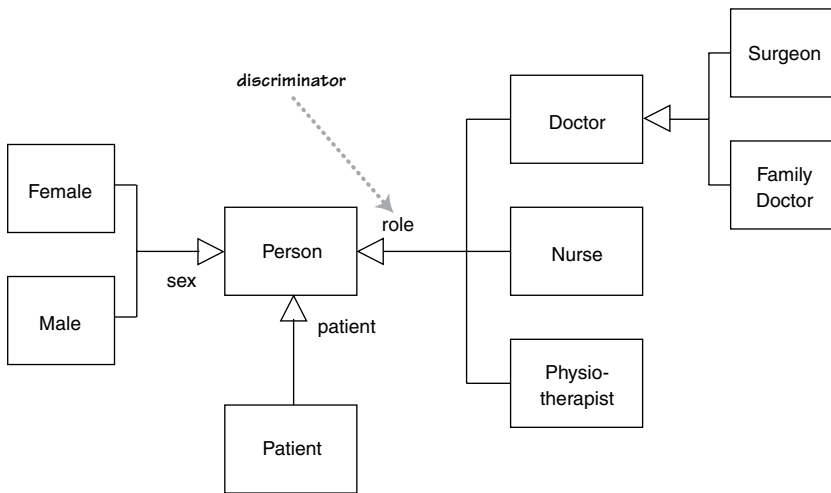 Surgeon
discriminator
Doctor
Family
Doctor
Female
role
Person
Nurse
sex
Male
patient
Physio-
therapist
Patient